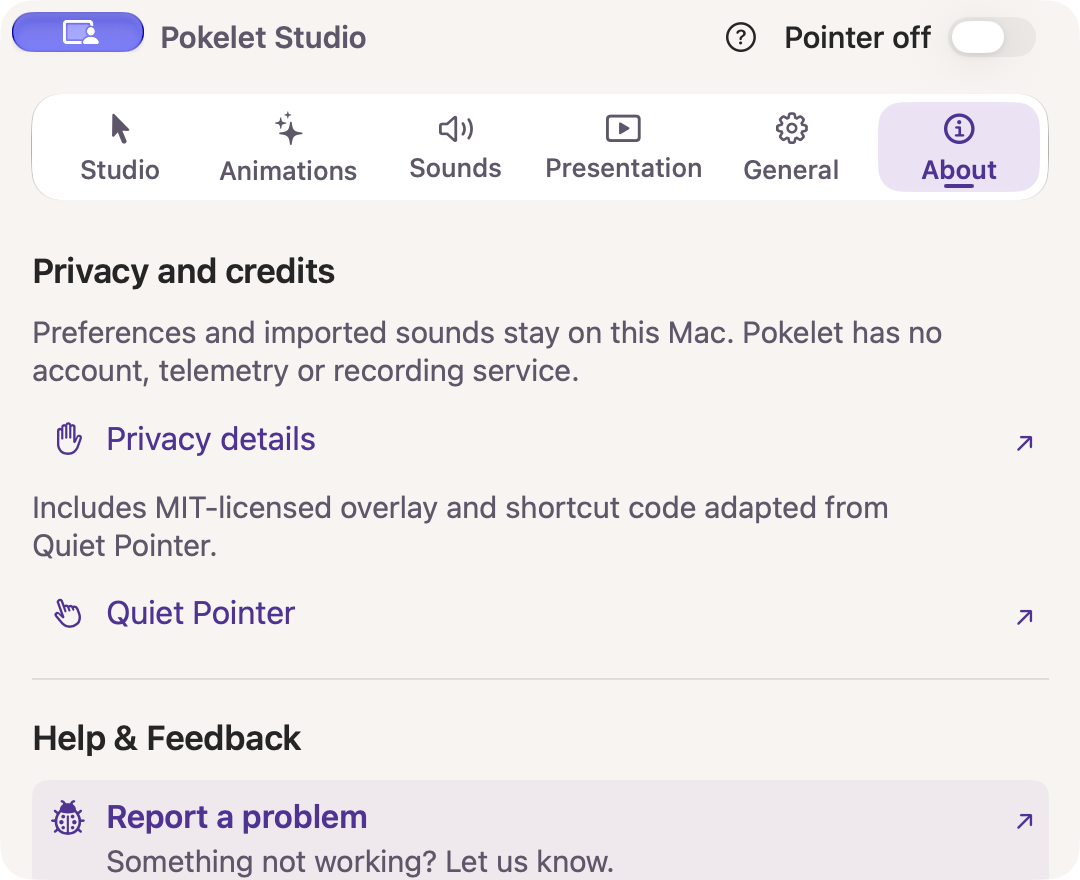 Pokelet Studio
Pointer off
Studio
Animations
Sounds
Presentation
General
About
Privacy and credits
Preferences and imported sounds stay on this Mac. Pokelet has no
account, telemetry or recording service.
Privacy details
Includes MIT-licensed overlay and shortcut code adapted from
Quiet Pointer.
Quiet Pointer
Help & Feedback
Report a problem
Something not working? Let us know.